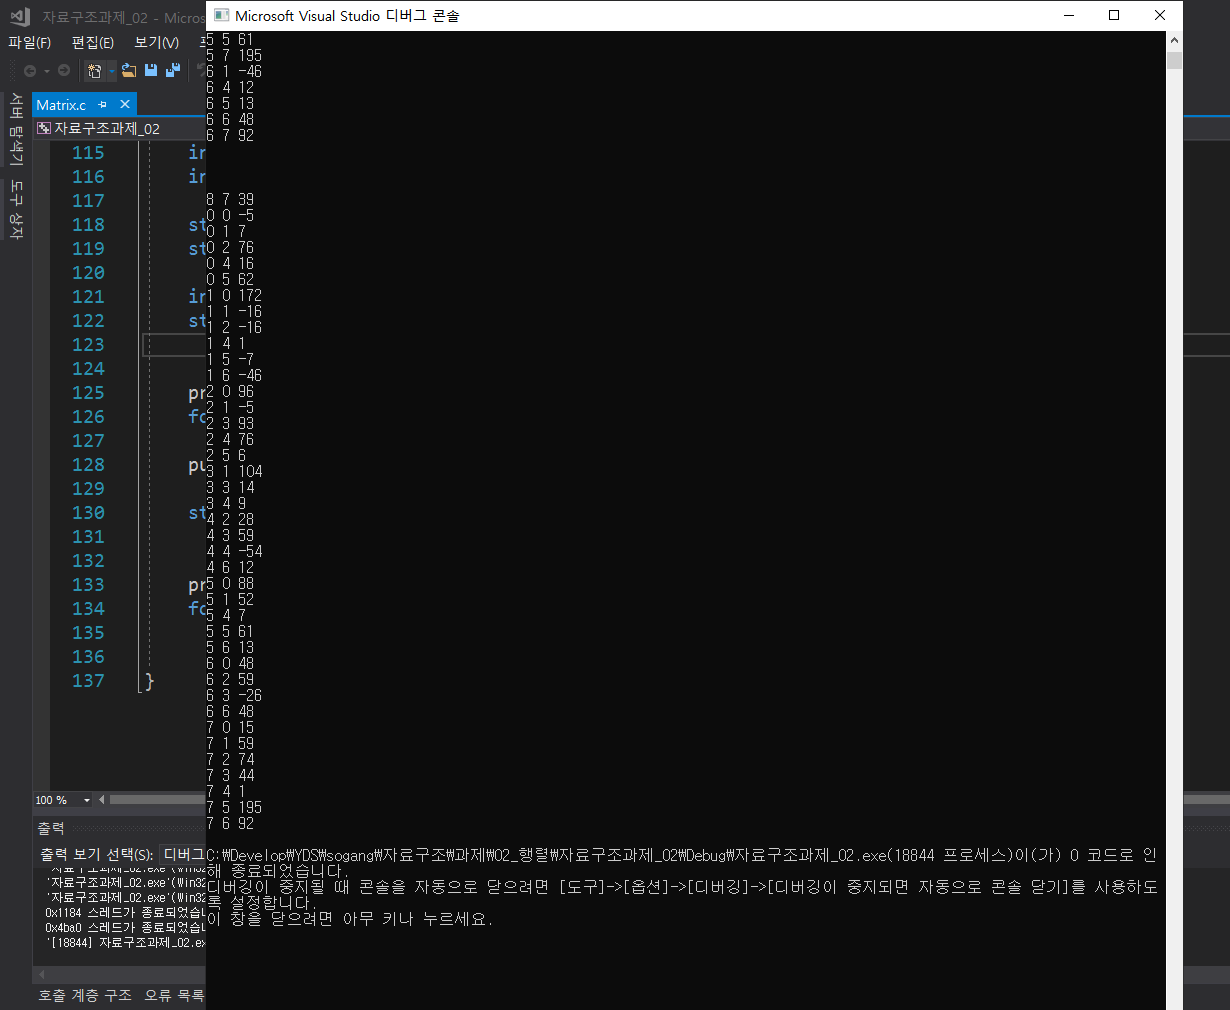 자료구조과제_02 - Micros
파일(F) 편집(E) 보기(V)
서버 탐색기
도구 상자
Matrix.c
자료구조과제_02
115 in
116 in
117
118 st
119 st
120
121 in
122 st
123
124
125 pr
126 fo
127
128 pu
129
130 st
131
132
133 pr
134 fo
135
136
137 }
100 %
출력
출력 보기 선택(S): 디버그
'자료구조과제_02.exe'(Win32
'자료구조과제_02.exe'(Win32
'자료구조과제_02.exe'(Win32
0x1184 스레드가 종료되었습니
0x4ba0 스레드가 종료되었습니
'[18844] 자료구조과제_02.ex
호출 계층 구조 오류 목록
Microsoft Visual Studio 디버그 콘솔
5 5 61
5 7 195
6 1 -46
6 4 12
6 5 13
6 6 48
6 7 92
8 7 39
0 0 -5
0 1 7
0 2 76
0 4 16
0 5 62
1 0 172
1 1 -16
1 2 -16
1 4 1
1 5 -7
1 6 -46
2 0 96
2 1 -5
2 3 93
2 4 76
2 5 6
3 1 104
3 3 14
3 4 9
4 2 28
4 3 59
4 4 -54
4 6 12
5 0 88
5 1 52
5 4 7
5 5 61
5 6 13
6 0 48
6 2 59
6 3 -26
6 6 48
7 0 15
7 1 59
7 2 74
7 3 44
7 4 1
7 5 195
7 6 92
C:₩Develop₩YDS₩sogang₩자료구조₩과제₩02_행렬₩자료구조과제_02₩Debug₩자료구조과제_02.exe(18844 프로세스)이(가) 0 코드로 인
해 종료되었습니다.
디버깅이 중지될 때 콘솔을 자동으로 닫으려면 [도구]->[옵션]->[디버깅]->[디버깅이 중지되면 자동으로 콘솔 닫기]를 사용하도
록 설정합니다.
이 창을 닫으려면 아무 키나 누르세요.